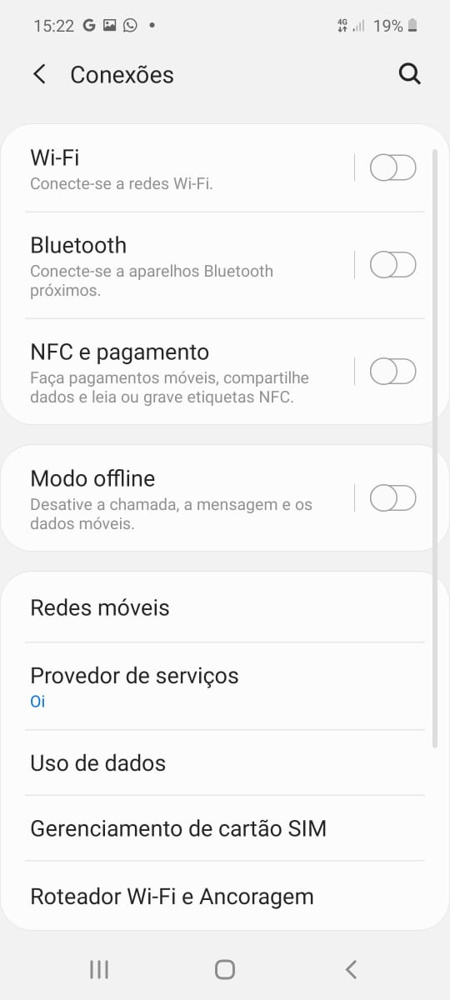 15:22 G
4G 19%
Conexões
Wi-Fi
Conecte-se a redes Wi-Fi.
Bluetooth
Conecte-se a aparelhos Bluetooth
próximos.
NFC e pagamento
Faça pagamentos móveis, compartilhe
dados e leia ou grave etiquetas NFC.
Modo offline
Desative a chamada, a mensagem e os
dados móveis.
Redes móveis
Provedor de serviços
Oi
Uso de dados
Gerenciamento de cartão SIM
Roteador Wi-Fi e Ancoragem